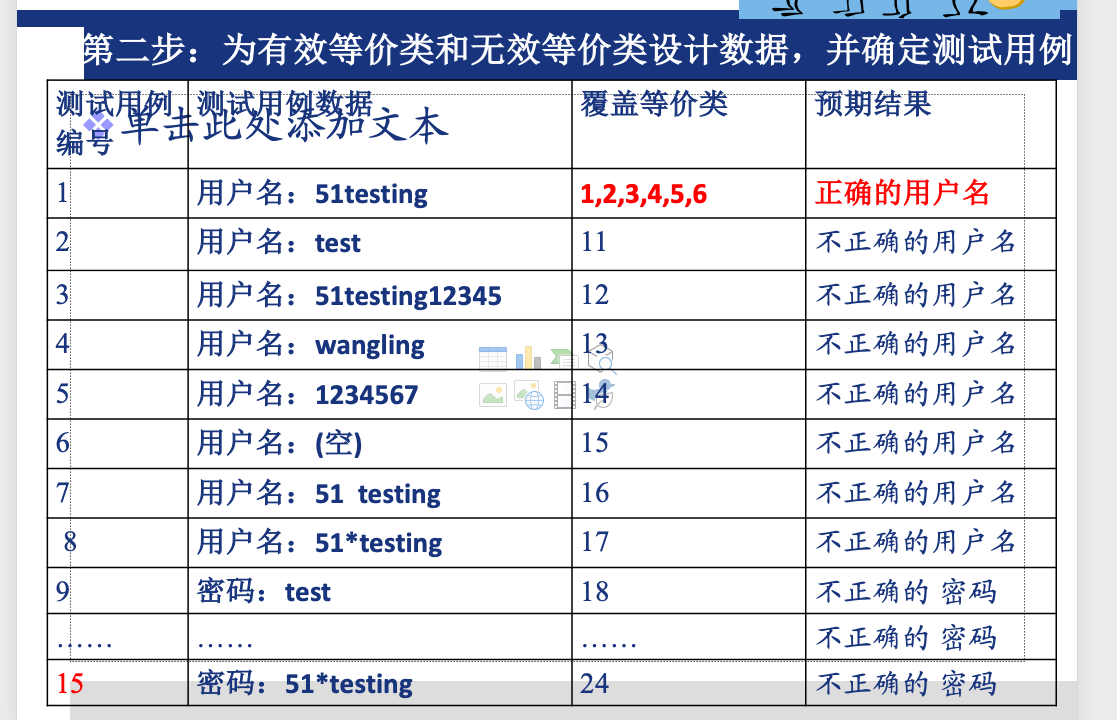 第二步：为有效等价类和无效等价类设计数据，并确定测试用例
测试用例编号 测试用例数据 覆盖等价类 预期结果
单击此处添加文本
1 用户名：51testing 1,2,3,4,5,6 正确的用户名
2 用户名：test 11 不正确的用户名
3 用户名：51testing12345 12 不正确的用户名
4 用户名：wangling 13 不正确的用户名
5 用户名：1234567 14 不正确的用户名
6 用户名：(空) 15 不正确的用户名
7 用户名：51  testing 16 不正确的用户名
8 用户名：51*testing 17 不正确的用户名
9 密码：test 18 不正确的 密码
…… …… …… 不正确的 密码
15 密码：51*testing 24 不正确的 密码